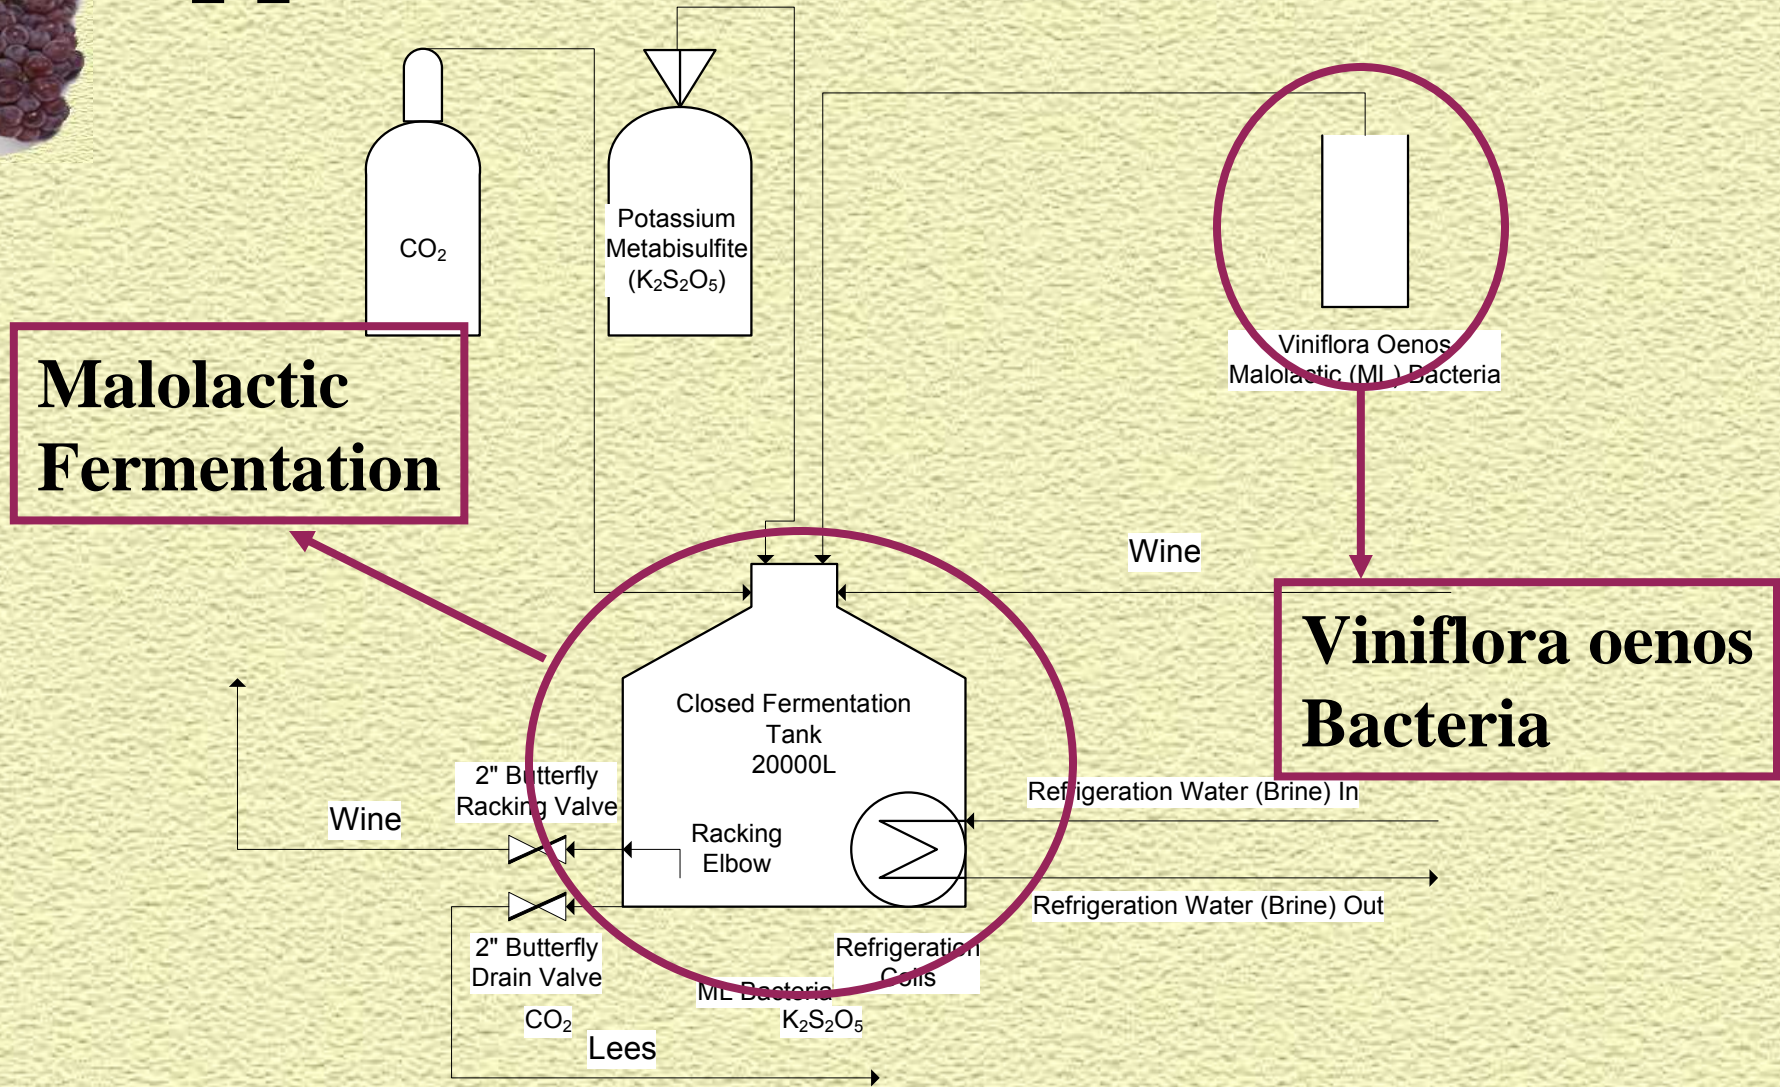 CO₂
Potassium
Metabisulfite
(K₂S₂O₅)
Viniflora Oenos
Malolactic (ML) Bacteria
Malolactic
Fermentation
Wine
Viniflora oenos
Bacteria
Closed Fermentation
Tank
20000L
2" Butterfly
Racking Valve
Wine
Racking
Elbow
Refrigeration Water (Brine) In
Refrigeration Water (Brine) Out
2" Butterfly
Drain Valve
Refrigeration
Coils
ML Bacteria
CO₂
K₂S₂O₅
Lees